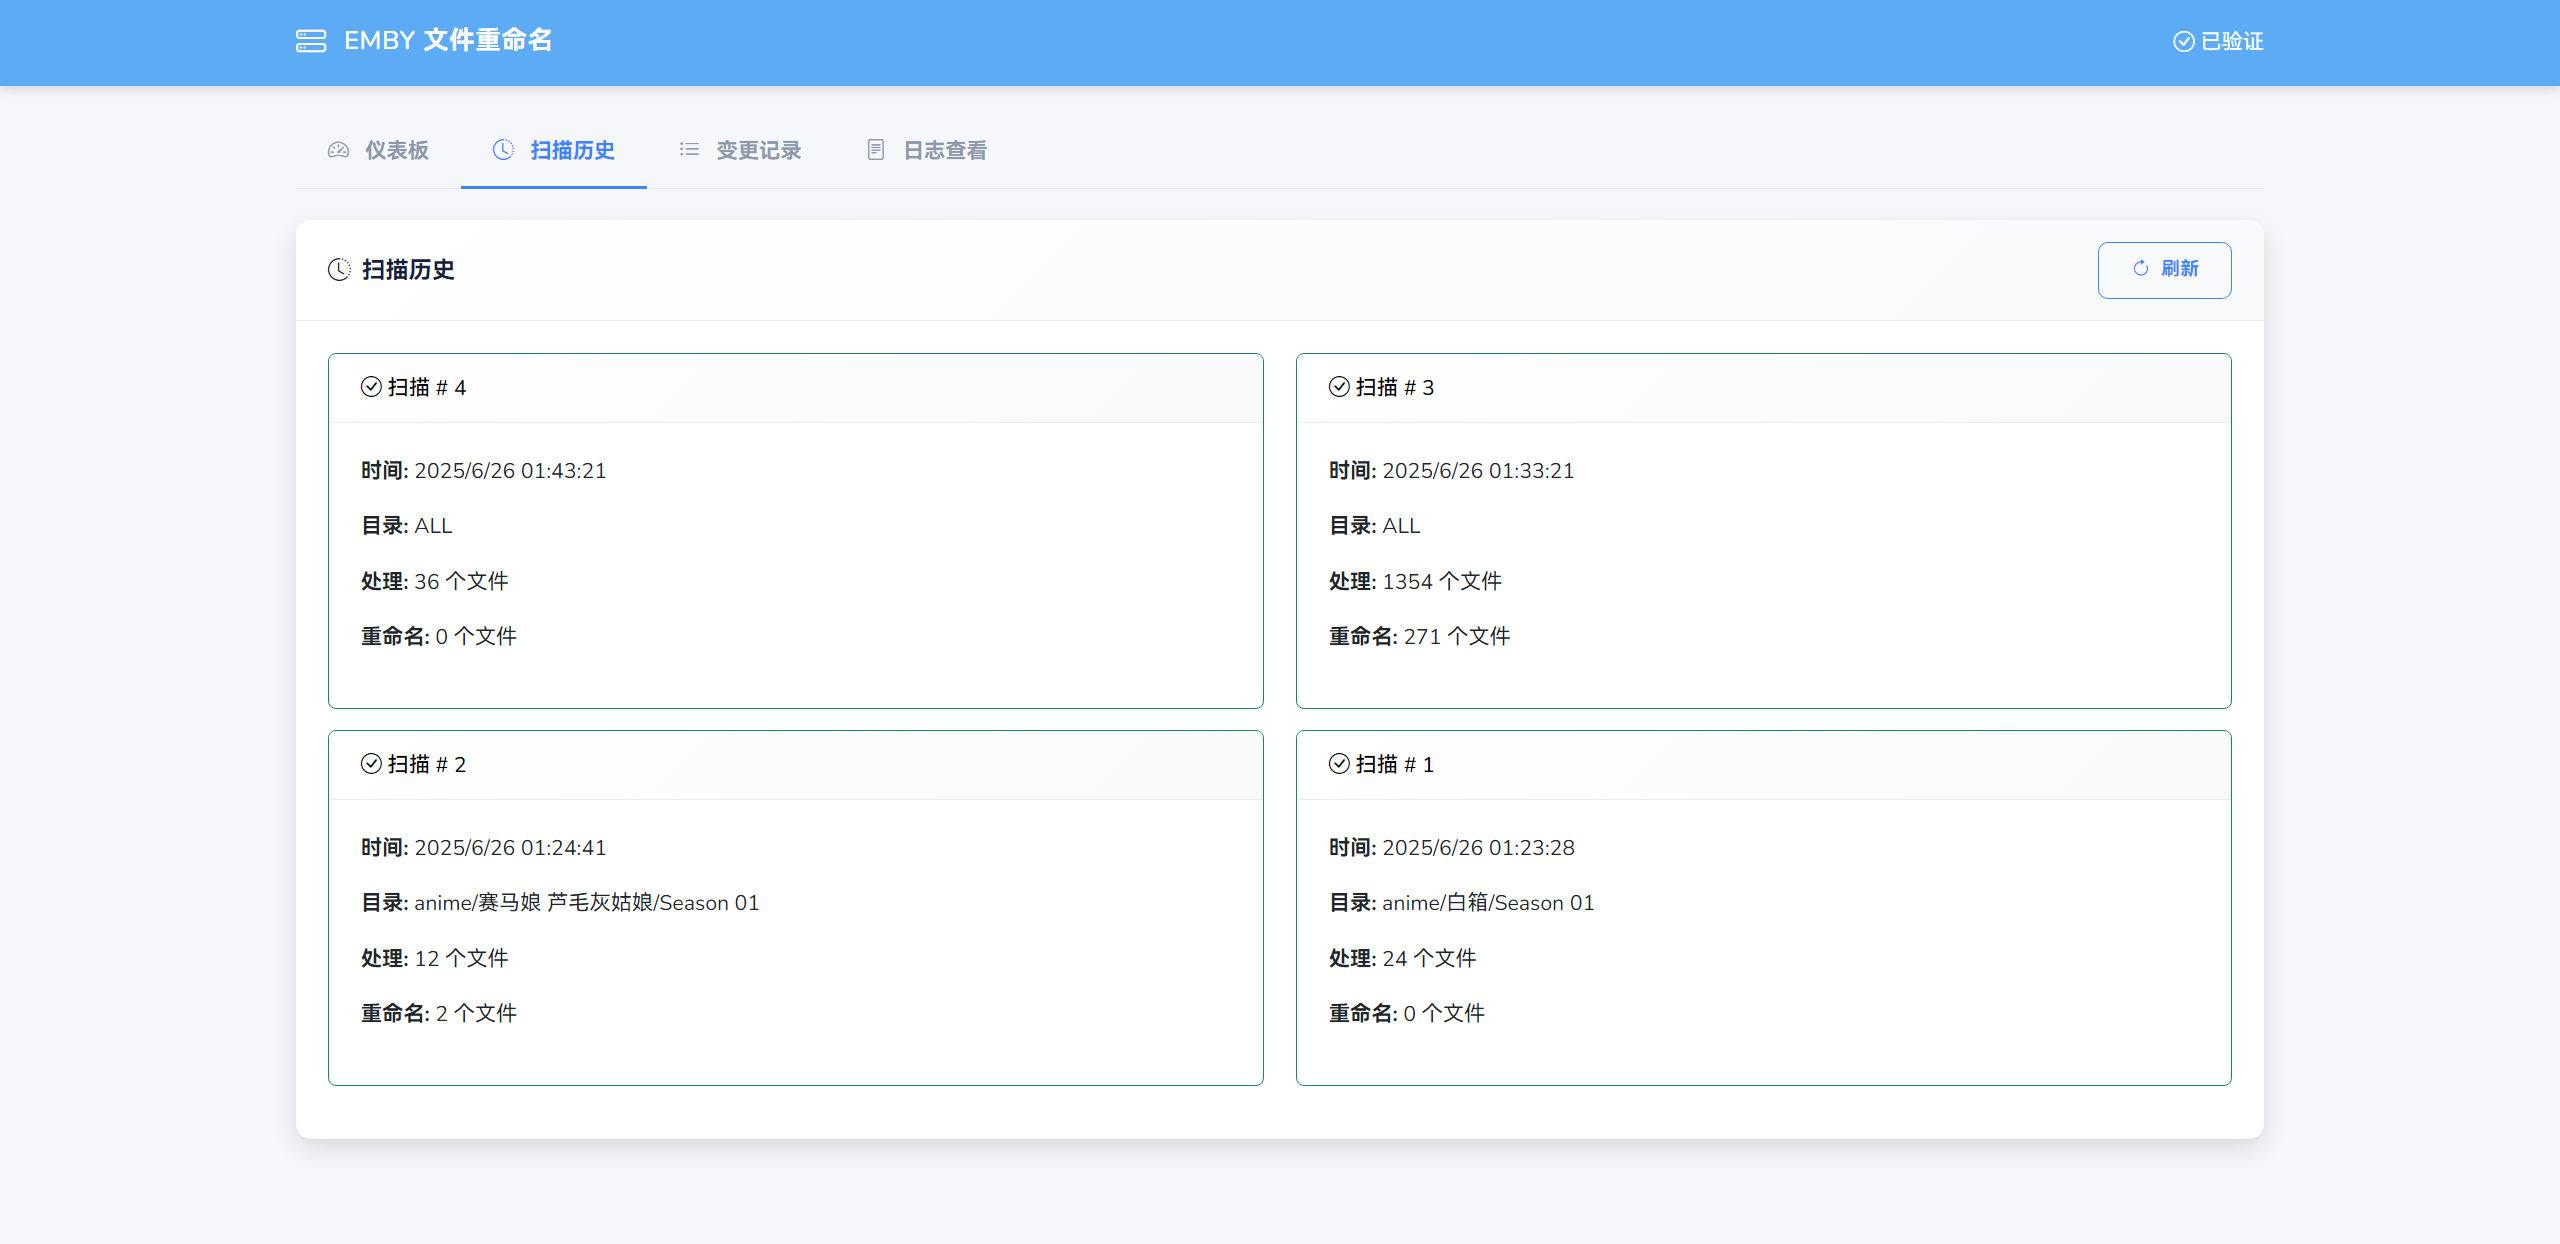 EMBY 文件重命名
已验证
仪表板 扫描历史 变更记录 日志查看
扫描历史
刷新
扫描 # 4
时间: 2025/6/26 01:43:21
目录: ALL
处理: 36 个文件
重命名: 0 个文件
扫描 # 3
时间: 2025/6/26 01:33:21
目录: ALL
处理: 1354 个文件
重命名: 271 个文件
扫描 # 2
时间: 2025/6/26 01:24:41
目录: anime/赛马娘 芦毛灰姑娘/Season 01
处理: 12 个文件
重命名: 2 个文件
扫描 # 1
时间: 2025/6/26 01:23:28
目录: anime/白箱/Season 01
处理: 24 个文件
重命名: 0 个文件